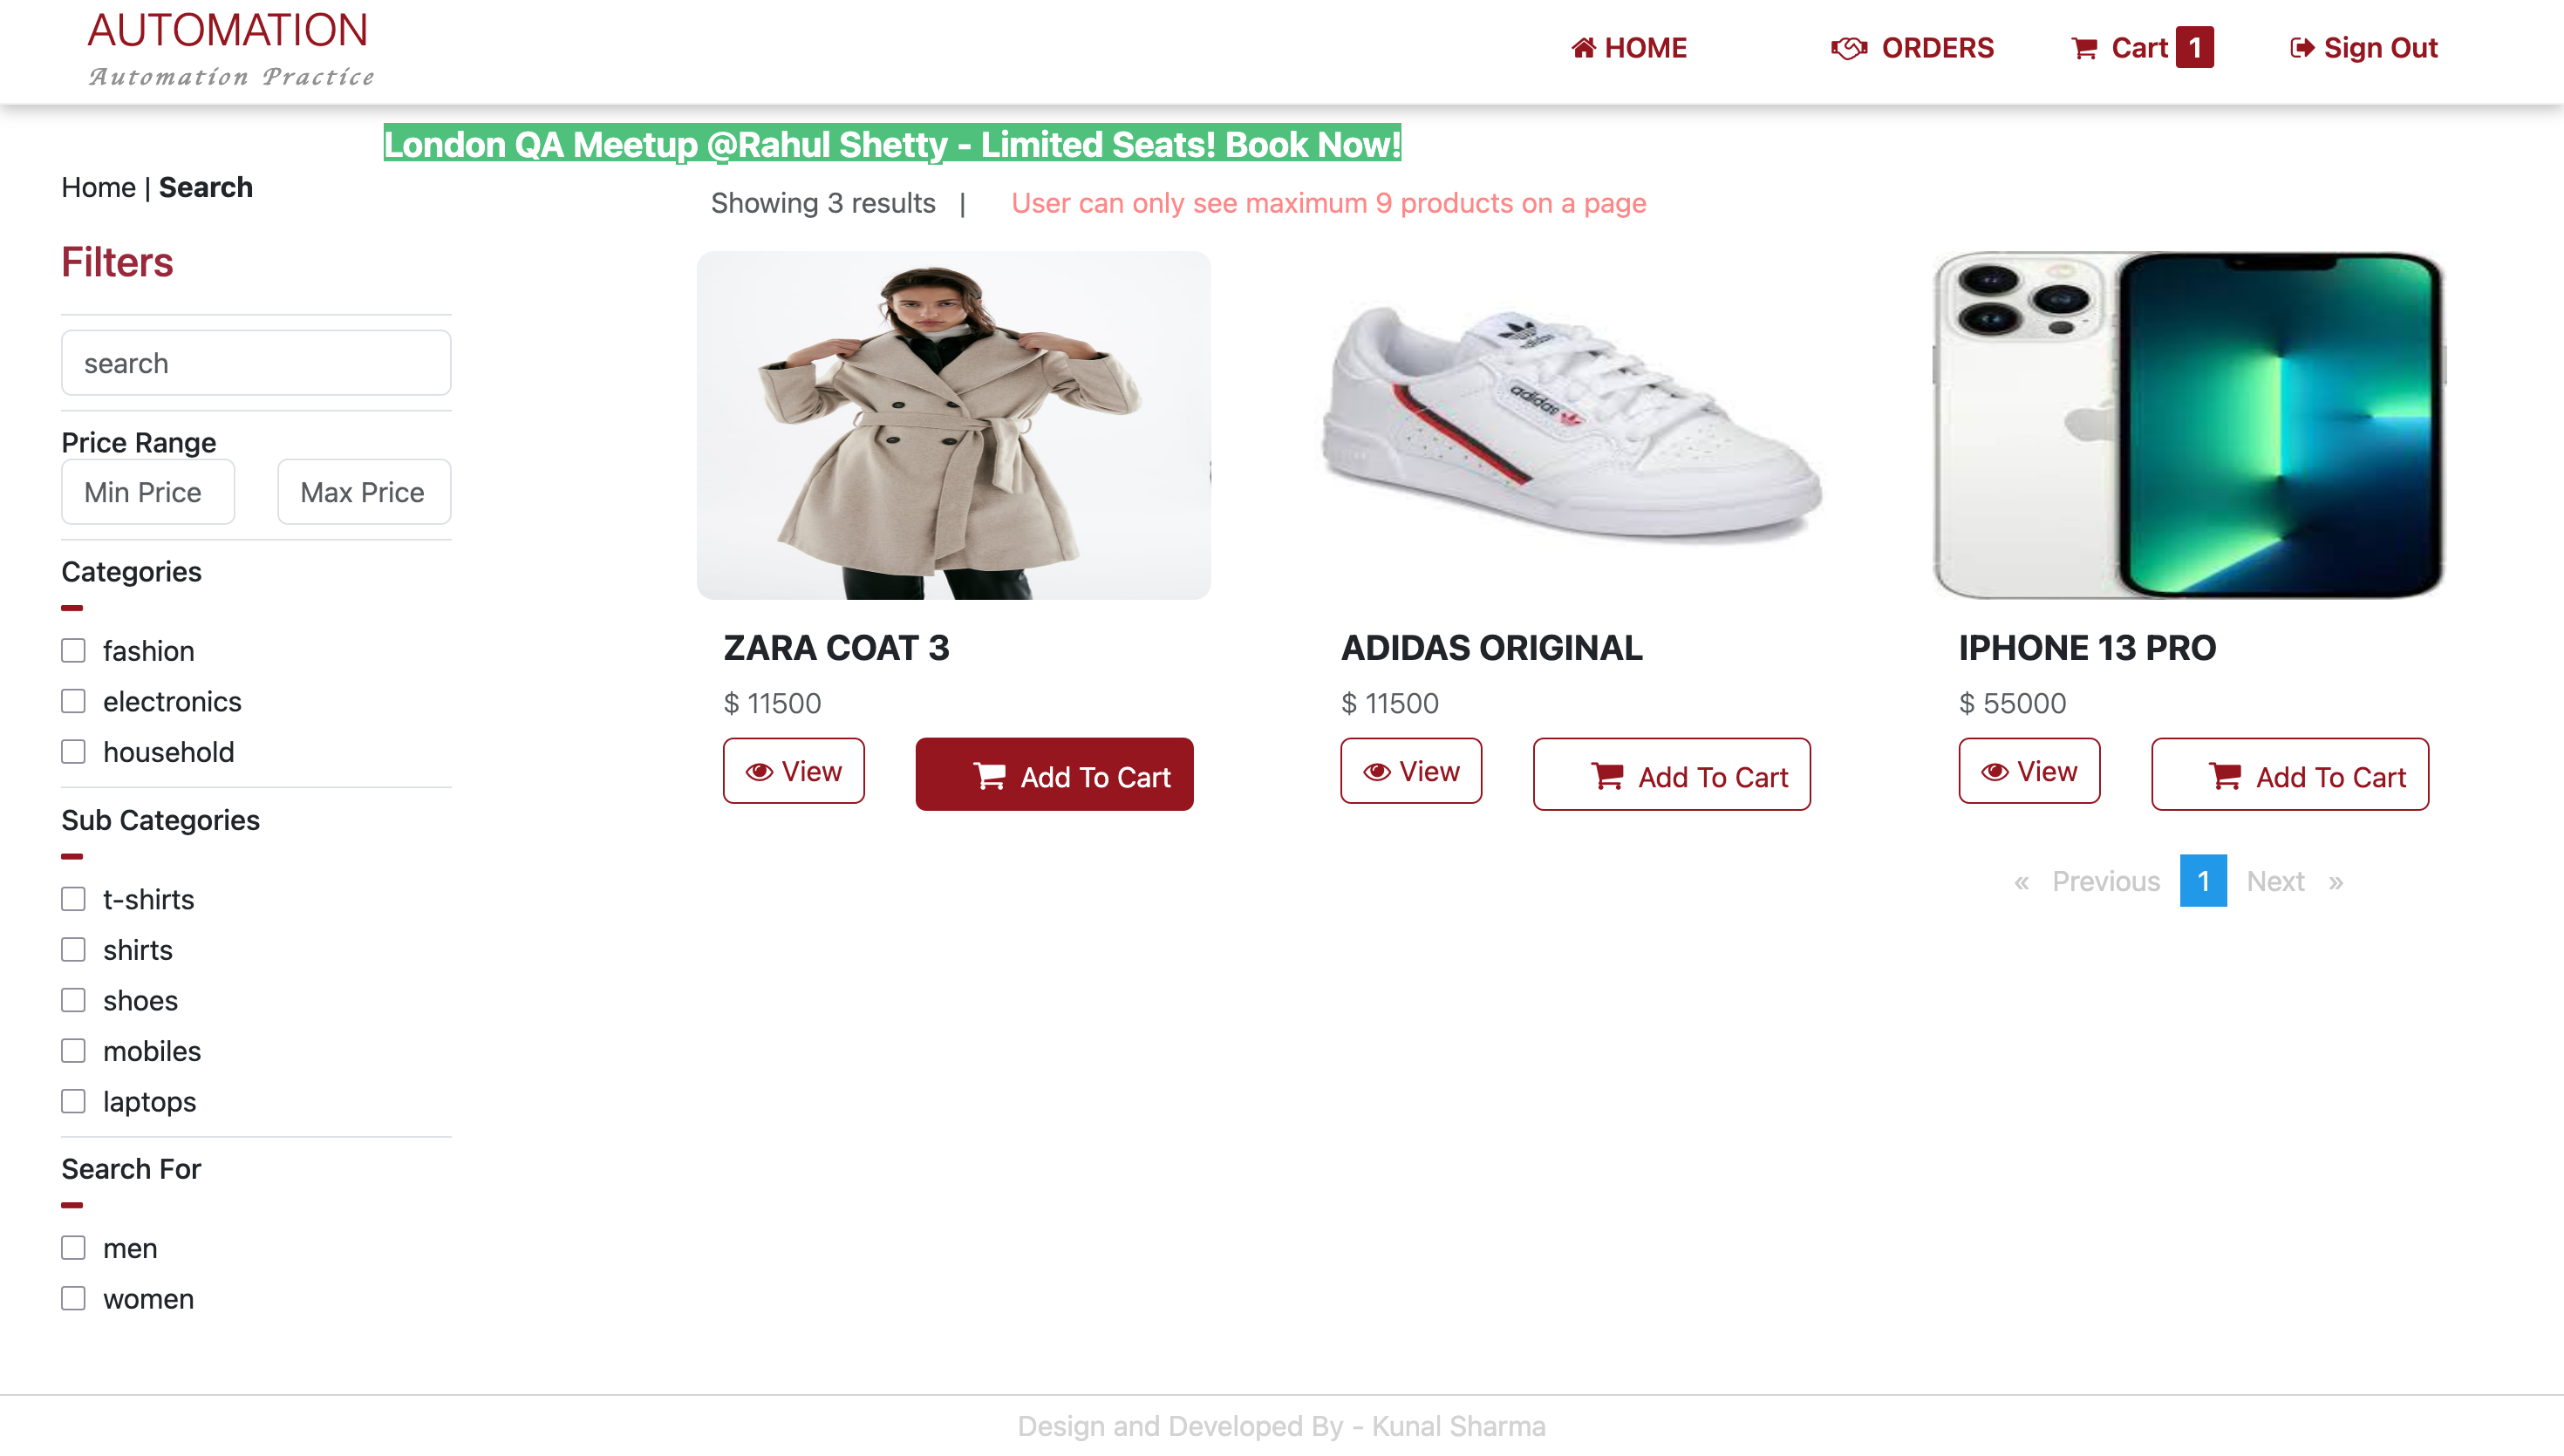 AUTOMATION
Automation Practice
HOME
ORDERS
Cart 1
Sign Out
London QA Meetup @Rahul Shetty - Limited Seats! Book Now!
Home | Search
Showing 3 results |
User can only see maximum 9 products on a page
Filters
search
Price Range
Min Price
Max Price
Categories
fashion
electronics
household
Sub Categories
t-shirts
shirts
shoes
mobiles
laptops
Search For
men
women
ZARA COAT 3
$ 11500
View
Add To Cart
adidas
adidas
ADIDAS ORIGINAL
$ 11500
View
Add To Cart
IPHONE 13 PRO
$ 55000
View
Add To Cart
« Previous 1 Next »
Design and Developed By - Kunal Sharma